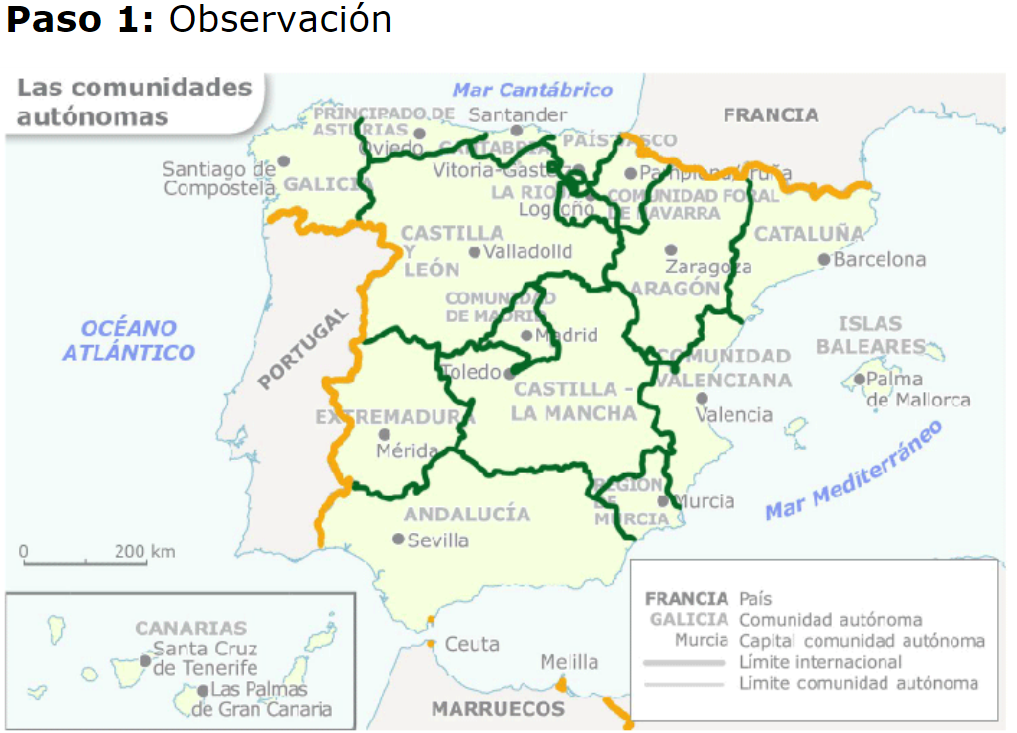 Paso 1: Observación
Las comunidades
autónomas
Mar Cantábrico
FRANCIA
PRINCIPADO DE
ASTURIAS
Oviedo
Santander
CANTABRIA
PAÍS VASCO
Santiago de
Compostela
GALICIA
Vitoria-Gasteiz
Pamplona/Iruña
LA RIOJA
Logroño
COMUNIDAD FORAL
DE NAVARRA
CASTILLA
Y
LEÓN
Valladolid
CATALUÑA
Zaragoza
Barcelona
ARAGÓN
COMUNIDAD
DE MADRID
Madrid
OCÉANO
ATLÁNTICO
PORTUGAL
ISLAS
BALEARES
Toledo
CASTILLA -
LA MANCHA
COMUNIDAD
VALENCIANA
Valencia
Palma
de Mallorca
EXTREMADURA
Mérida
Mar Mediterráneo
REGIÓN
DE
MURCIA
Murcia
ANDALUCÍA
Sevilla
0 200 km
CANARIAS
Santa Cruz
de Tenerife
Las Palmas
de Gran Canaria
Ceuta
Melilla
MARRUECOS
FRANCIA País
GALICIA Comunidad autónoma
Murcia Capital comunidad autónoma
Límite internacional
Límite comunidad autónoma